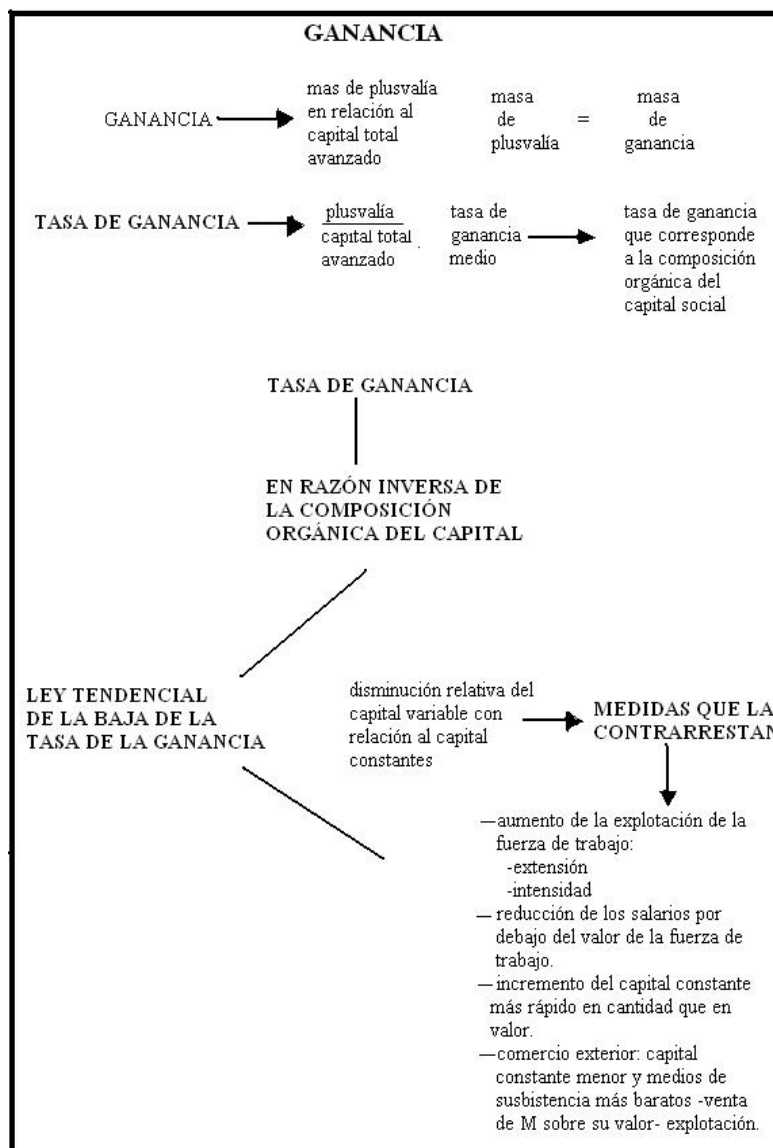 GANANCIA
GANANCIA
mas de plusvalía
en relación al
capital total
avanzado
masa
de
plusvalía
=
masa
de
ganancia
TASA DE GANANCIA
plusvalía
capital total
avanzado
.
tasa de
ganancia
medio
tasa de ganancia
que corresponde
a la composición
orgánica del
capital social
TASA DE GANANCIA
EN RAZÓN INVERSA DE
LA COMPOSICIÓN
ORGÁNICA DEL CAPITAL
LEY TENDENCIAL
DE LA BAJA DE LA
TASA DE LA GANANCIA
disminución relativa del
capital variable con
relación al capital
constantes
MEDIDAS QUE LA
CONTRARRESTAN
—aumento de la explotación de la
fuerza de trabajo:
-extensión
-intensidad
— reducción de los salarios por
debajo del valor de la fuerza de
trabajo.
—incremento del capital constante
más rápido en cantidad que en
valor.
—comercio exterior: capital
constante menor y medios de
susbistencia más baratos -venta
de M sobre su valor- explotación.